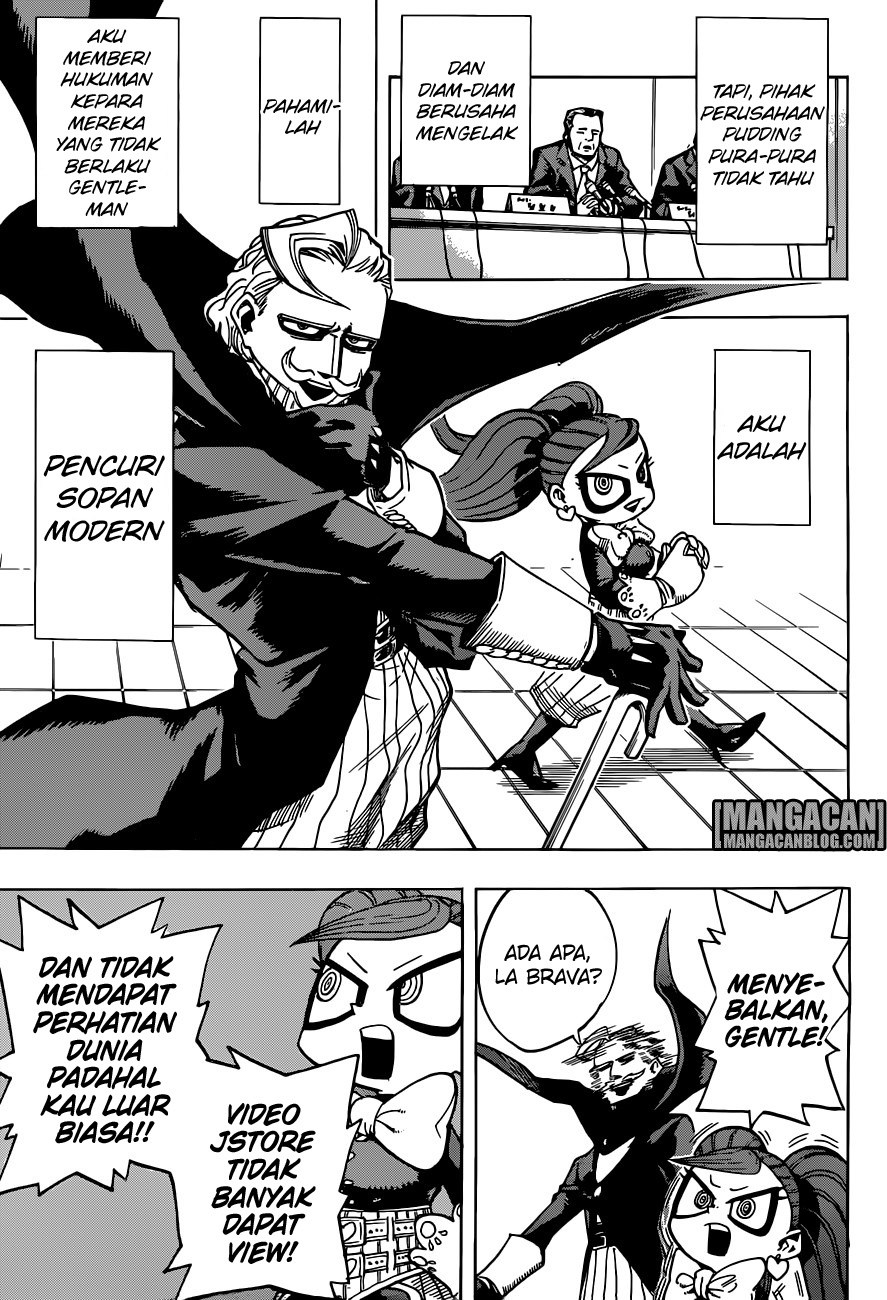 TAPI, PIHAK
PERUSAHAAN
PUDDING
PURA-PURA
TIDAK TAHU
DAN
DIAM-DIAM
BERUSAHA
MENGELAK
PAHAMI-
LAH
AKU
MEMBERI
HUKUMAN
KEPARA
MEREKA
YANG TIDAK
BERLAKU
GENTLE-
MAN
AKU
ADALAH
PENCURI
SOPAN
MODERN
[MANGACAN]
MANGACANBLOG.COM
MENYE-
BALKAN,
GENTLE!
ADA APA,
LA BRAVA?
VIDEO
JSTORE
TIDAK
BANYAK
DAPAT
VIEW!
DAN TIDAK
MENDAPAT
PERHATIAN
DUNIA
PADAHAL
KAU LUAR
BIASA!!